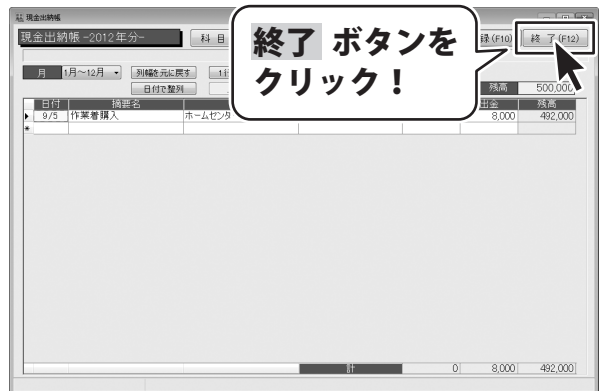 現金出納帳
現金出納帳 -2012年分-
科 目
録(F10)
終 了(F12)
終了 ボタンを
クリック！
月 1月～12月
列幅を元に戻す
日付で整列
残高 500,000
日付 摘要名 出金 残高
9/5 作業着購入 ホームセンタ 8,000 492,000
計 0 8,000 492,000